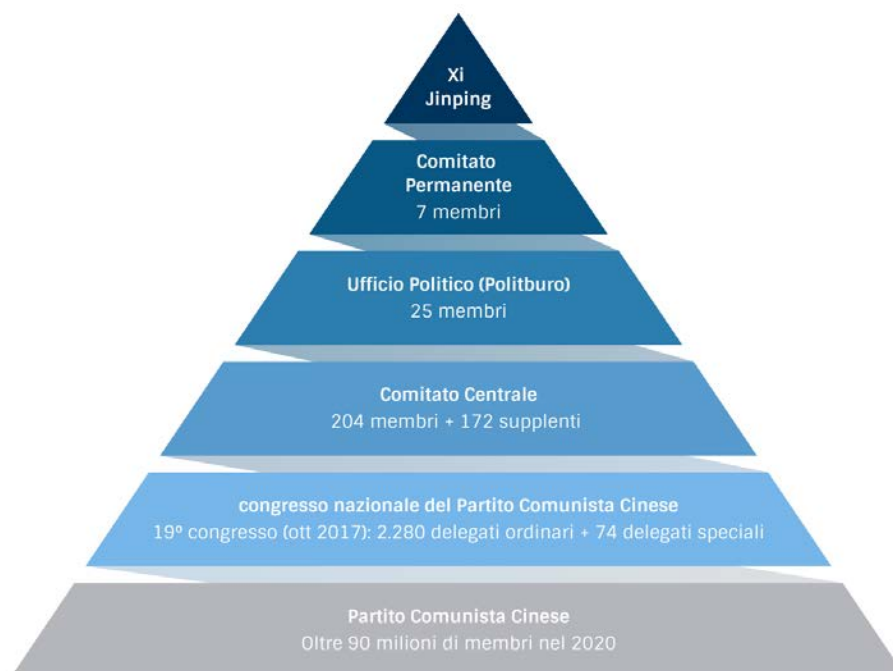 Xi
Jinping
Comitato
Permanente
7 membri
Ufficio Politico (Politburo)
25 membri
Comitato Centrale
204 membri + 172 supplenti
congresso nazionale del Partito Comunista Cinese
19º congresso (ott 2017): 2.280 delegati ordinari + 74 delegati speciali
Partito Comunista Cinese
Oltre 90 milioni di membri nel 2020